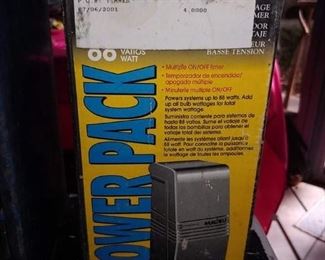 07/06/2001 4.0000
88 VATIOS
WATT
BASSE TENSION
• Multiple ON/OFF timer
• Temporizador de encendido/
apagado múltiple
• Minuterie multiple ON/OFF
Powers systems up to 88 watts. Add
up all bulb wattages for total
system wattage.
Suministra corriente para sistemas de
hasta 88 vatios. Sume el vataje de
todas las bombillas para obtener el
vataje total del sistema.
Alimente les systèmes allant jusqu'à
88 watt. Pour connaître la puissance
totale en watt du système, additionnez
le wattage de toutes les ampoules.
POWER PACK